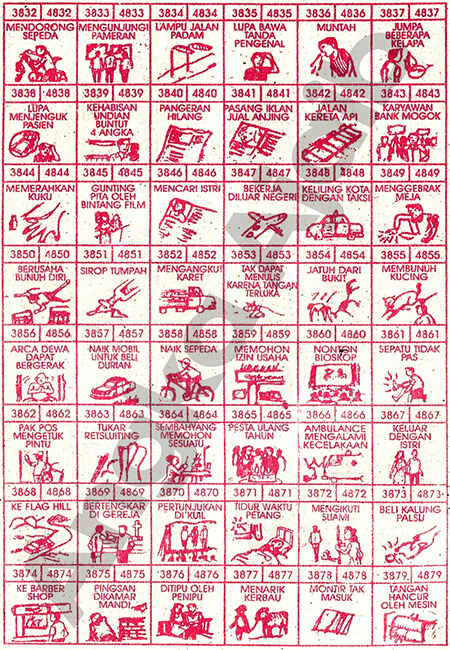 3832 4832
MENDORONG
SEPEDA
3833 4833
MENGUNJUNGI
PAMERAN
3834 4834
LAMPU JALAN
PADAM
3835 4835
LUPA BAWA
TANDA
PENGENAL
3836 4836
MUNTAH
3837 4837
JUMPA
BEBERAPA
KELAPA
3838 4838
LUPA
MENJENGUK
PASIEN
3839 4839
KEHABISAN
UNDIAN
BUNTUT
4 ANGKA
3840 4840
PANGERAN
HILANG
3841 4841
PASANG IKLAN
JUAL ANJING
3842 4842
JALAN
KERETA API
3843 4843
KARYAWAN
BANK MOGOK
3844 4844
MEMERAHKAN
KUKU
3845 4845
GUNTING
PITA OLEH
BINTANG FILM
3846 4846
MENCARI ISTRI
3847 4847
BEKERJA
DILUAR NEGERI
3848 4848
KELILING KOTA
DENGAN TAKSI
3849 4849
MENGGEBRAK
MEJA
3850 4850
BERUSAHA
BUNUH DIRI
3851 4851
SIROP TUMPAH
3852 4852
MENGANGKUT
KARET
3853 4853
TAK DAPAT
MENULIS
KARENA TANGAN
TERLUKA
3854 4854
JATUH DARI
BUKIT
3855 4855
MEMBUNUH
KUCING
3856 4856
ARCA DEWA
DAPAT
BERGERAK
3857 4857
NAIK MOBIL
UNTUK BELI
DURIAN
3858 4858
NAIK SEPEDA
3859 4859
MEMOHON
IZIN USAHA
3860 4860
NONTON
BIOSKOP
3861 4861
SEPATU TIDAK
PAS
3862 4862
PAK POS
MENGETUK
PINTU
3863 4863
TUKAR
RETSLUITING
3864 4864
SEMBAHYANG
MEMOHON
SESUATU
3865 4865
PESTA ULANG
TAHUN
3866 4866
AMBULANCE
MENGALAMI
KECELAKAAN
3867 4867
KELUAR
DENGAN
ISTRI
3868 4868
KE FLAG HILL
3869 4869
BERTENGKAR
DI GEREJA
3870 4870
PERTUNJUKAN
DI KUIL
3871 4871
TIDUR WAKTU
PETANG
3872 4872
MENGIKUTI
SUAMI
3873 4873
BELI KALUNG
PALSU
3874 4874
KE BARBER
SHOP
3875 4875
PINGSAN
DIKAMAR
MANDI
3876 4876
DITIPU OLEH
PENIPU
3877 4877
MENARIK
KERBAU
3878 4878
MONTIR TAK
MASUK
3879 4879
TANGAN
HANCUR
OLEH MESIN